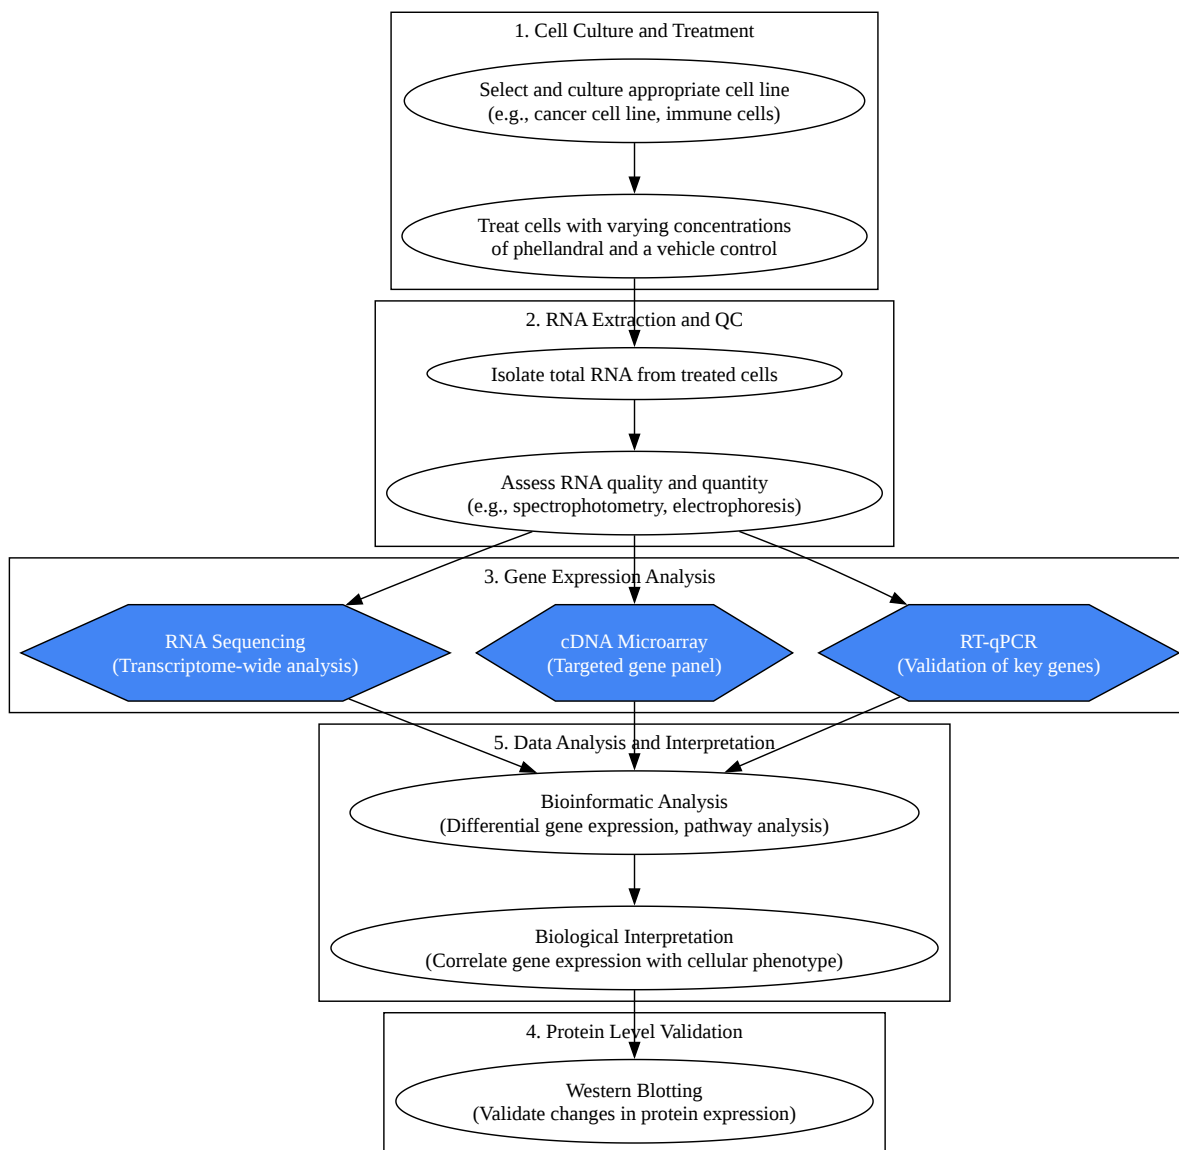 1. Cell Culture and Treatment
Select and culture appropriate cell line
(e.g., cancer cell line, immune cells)
Treat cells with varying concentrations
of phellandral and a vehicle control
2. RNA Extraction and QC
Isolate total RNA from treated cells
Assess RNA quality and quantity
(e.g., spectrophotometry, electrophoresis)
3. Gene Expression Analysis
RNA Sequencing
(Transcriptome-wide analysis)
cDNA Microarray
(Targeted gene panel)
RT-qPCR
(Validation of key genes)
5. Data Analysis and Interpretation
Bioinformatic Analysis
(Differential gene expression, pathway analysis)
Biological Interpretation
(Correlate gene expression with cellular phenotype)
4. Protein Level Validation
Western Blotting
(Validate changes in protein expression)